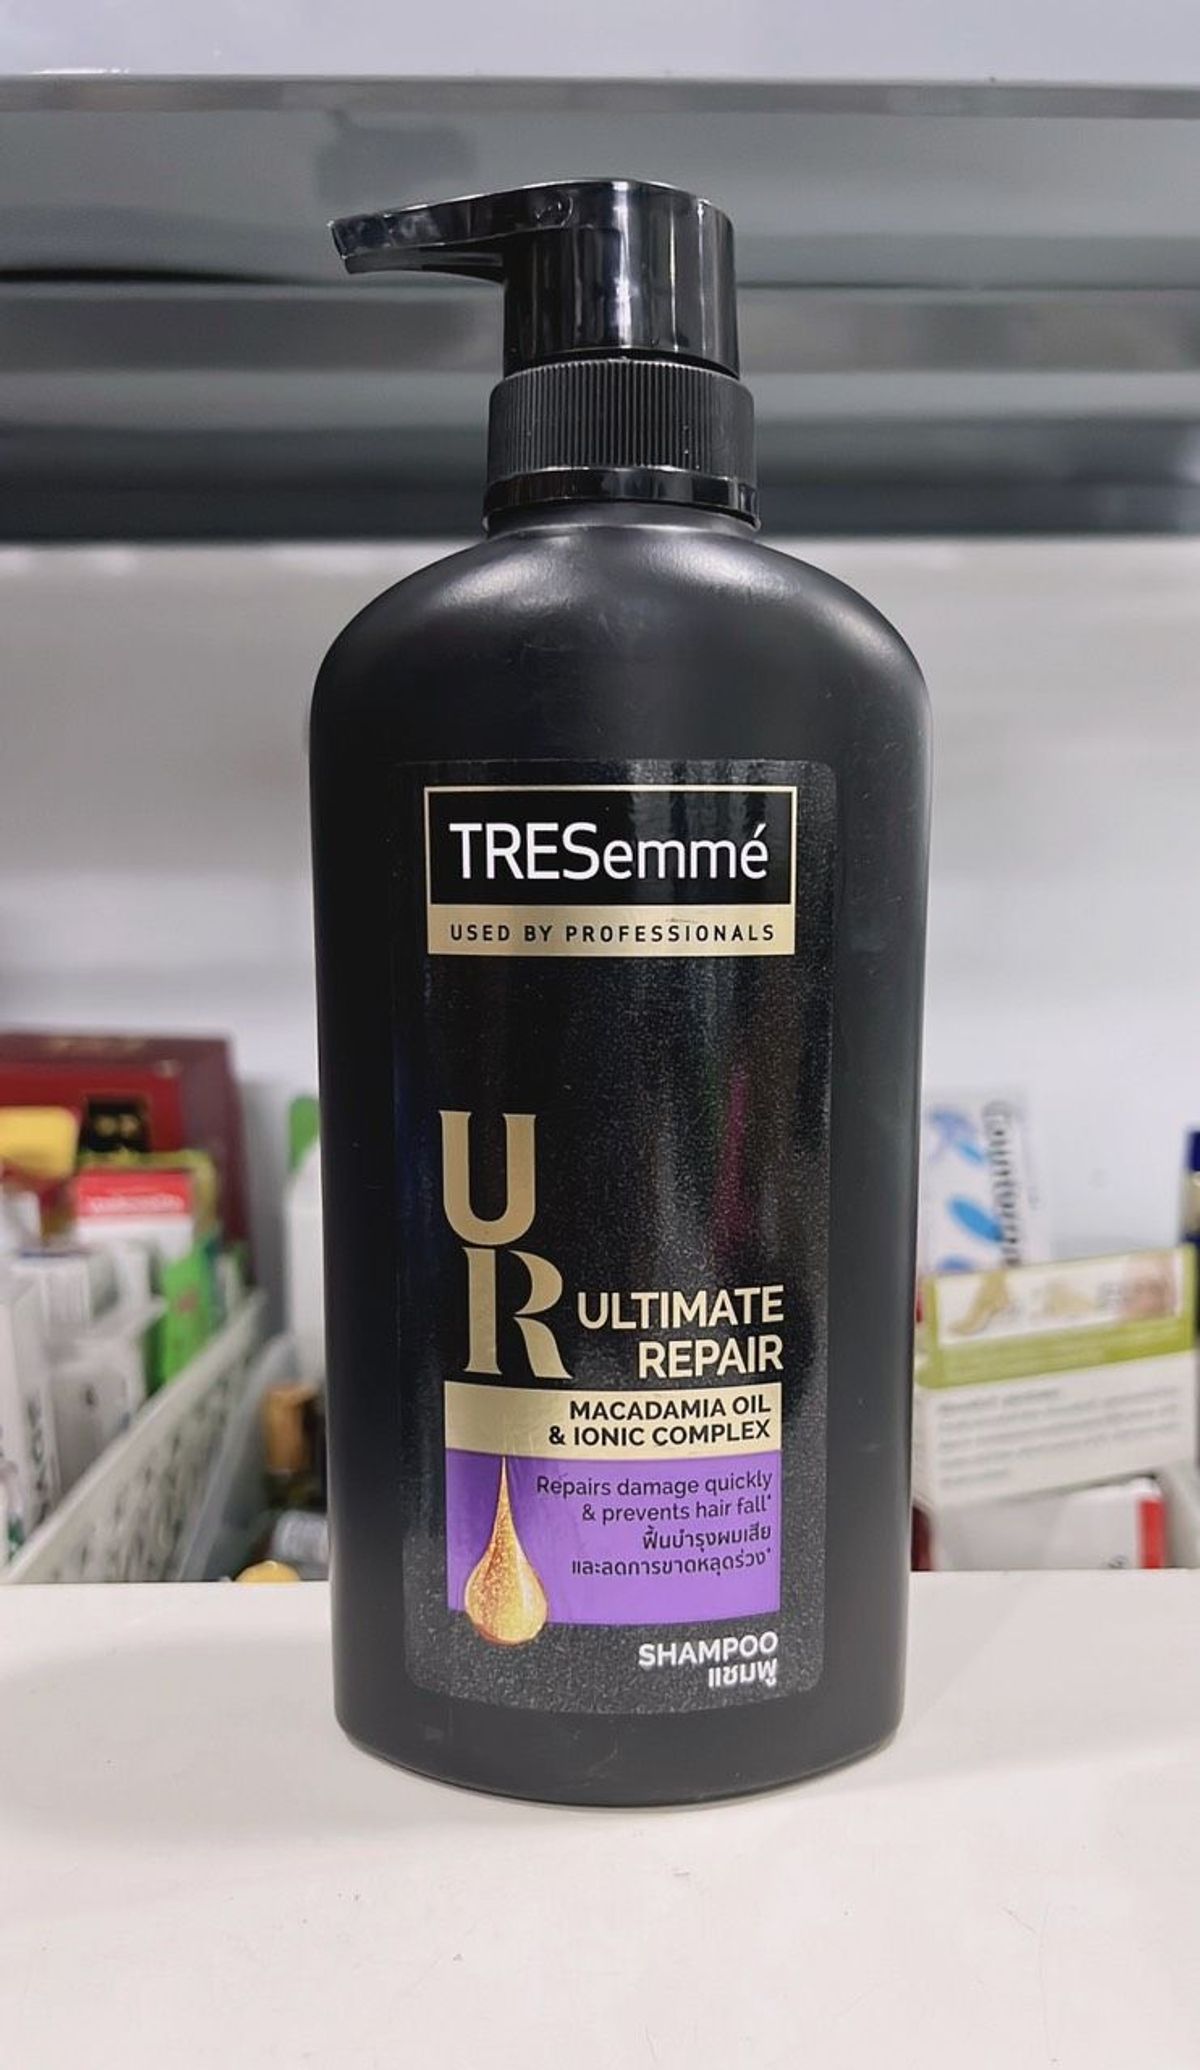 TRESemmé
USED BY PROFESSIONALS
UR
ULTIMATE
REPAIR
MACADAMIA OIL
& IONIC COMPLEX
Repairs damage quickly
& prevents hair fall*
ฟื้นบำรุงผมเสีย
และลดการขาดหลุดร่วง*
SHAMPOO
แชมพู